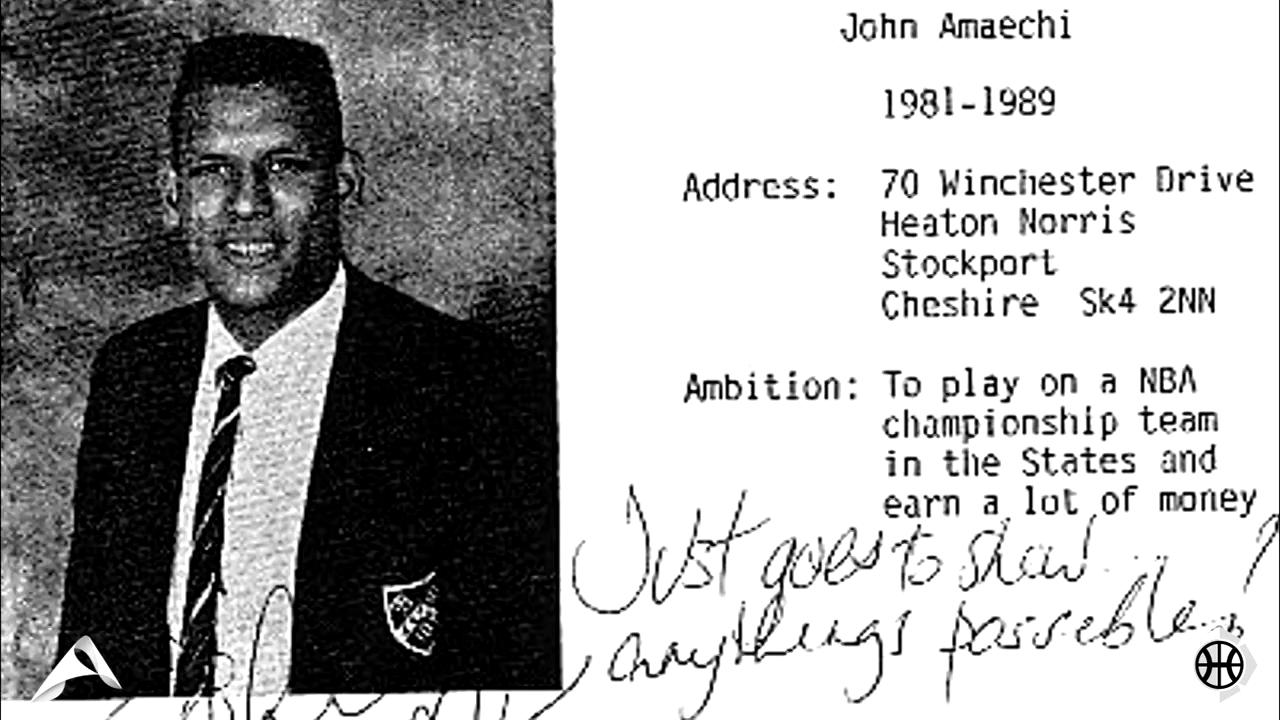 John Amaechi
1981-1989
Address: 70 Winchester Drive
Heaton Norris
Stockport
Cheshire Sk4 2NN
Ambition: To play on a NBA
championship team
in the States and
earn a lot of money
Just goes to show...
anythings possible